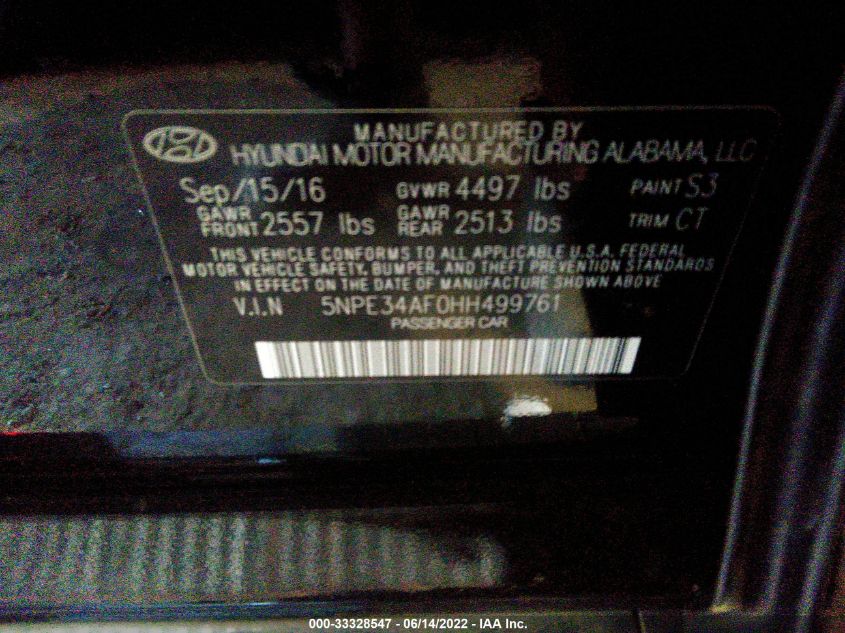 MANUFACTURED BY
HYUNDAI MOTOR MANUFACTURING ALABAMA, LLC
Sep/15/16 GVWR 4497 lbs PAINT S3
GAWR FRONT 2557 lbs GAWR REAR 2513 lbs TRIM CT
THIS VEHICLE CONFORMS TO ALL APPLICABLE U.S.A. FEDERAL
MOTOR VEHICLE SAFETY, BUMPER, AND THEFT PREVENTION STANDARDS
IN EFFECT ON THE DATE OF MANUFACTURE SHOWN ABOVE
V.I.N 5NPE34AF0HH499761
PASSENGER CAR
000-33328547 - 06/14/2022 - IAA Inc.